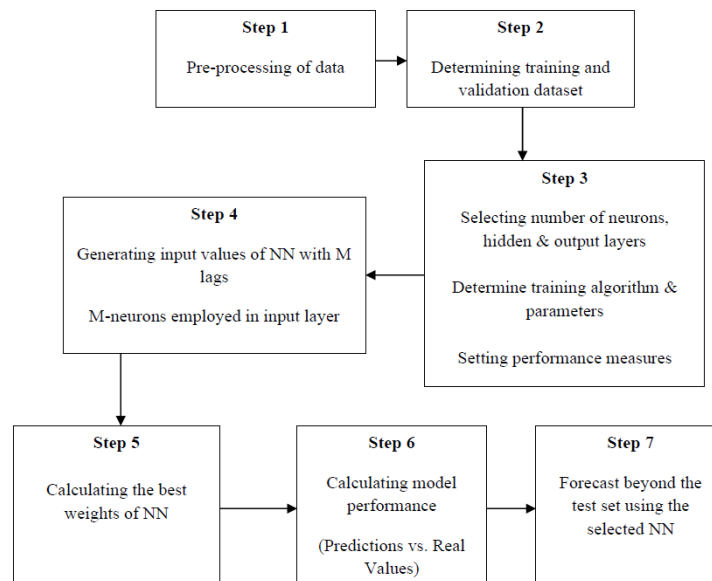 Step 1
Pre-processing of data
Step 2
Determining training and
validation dataset
Step 3
Selecting number of neurons,
hidden & output layers
Determine training algorithm &
parameters
Setting performance measures
Step 4
Generating input values of NN with M
lags
M-neurons employed in input layer
Step 5
Calculating the best
weights of NN
Step 6
Calculating model
performance
(Predictions vs. Real
Values)
Step 7
Forecast beyond the
test set using the
selected NN